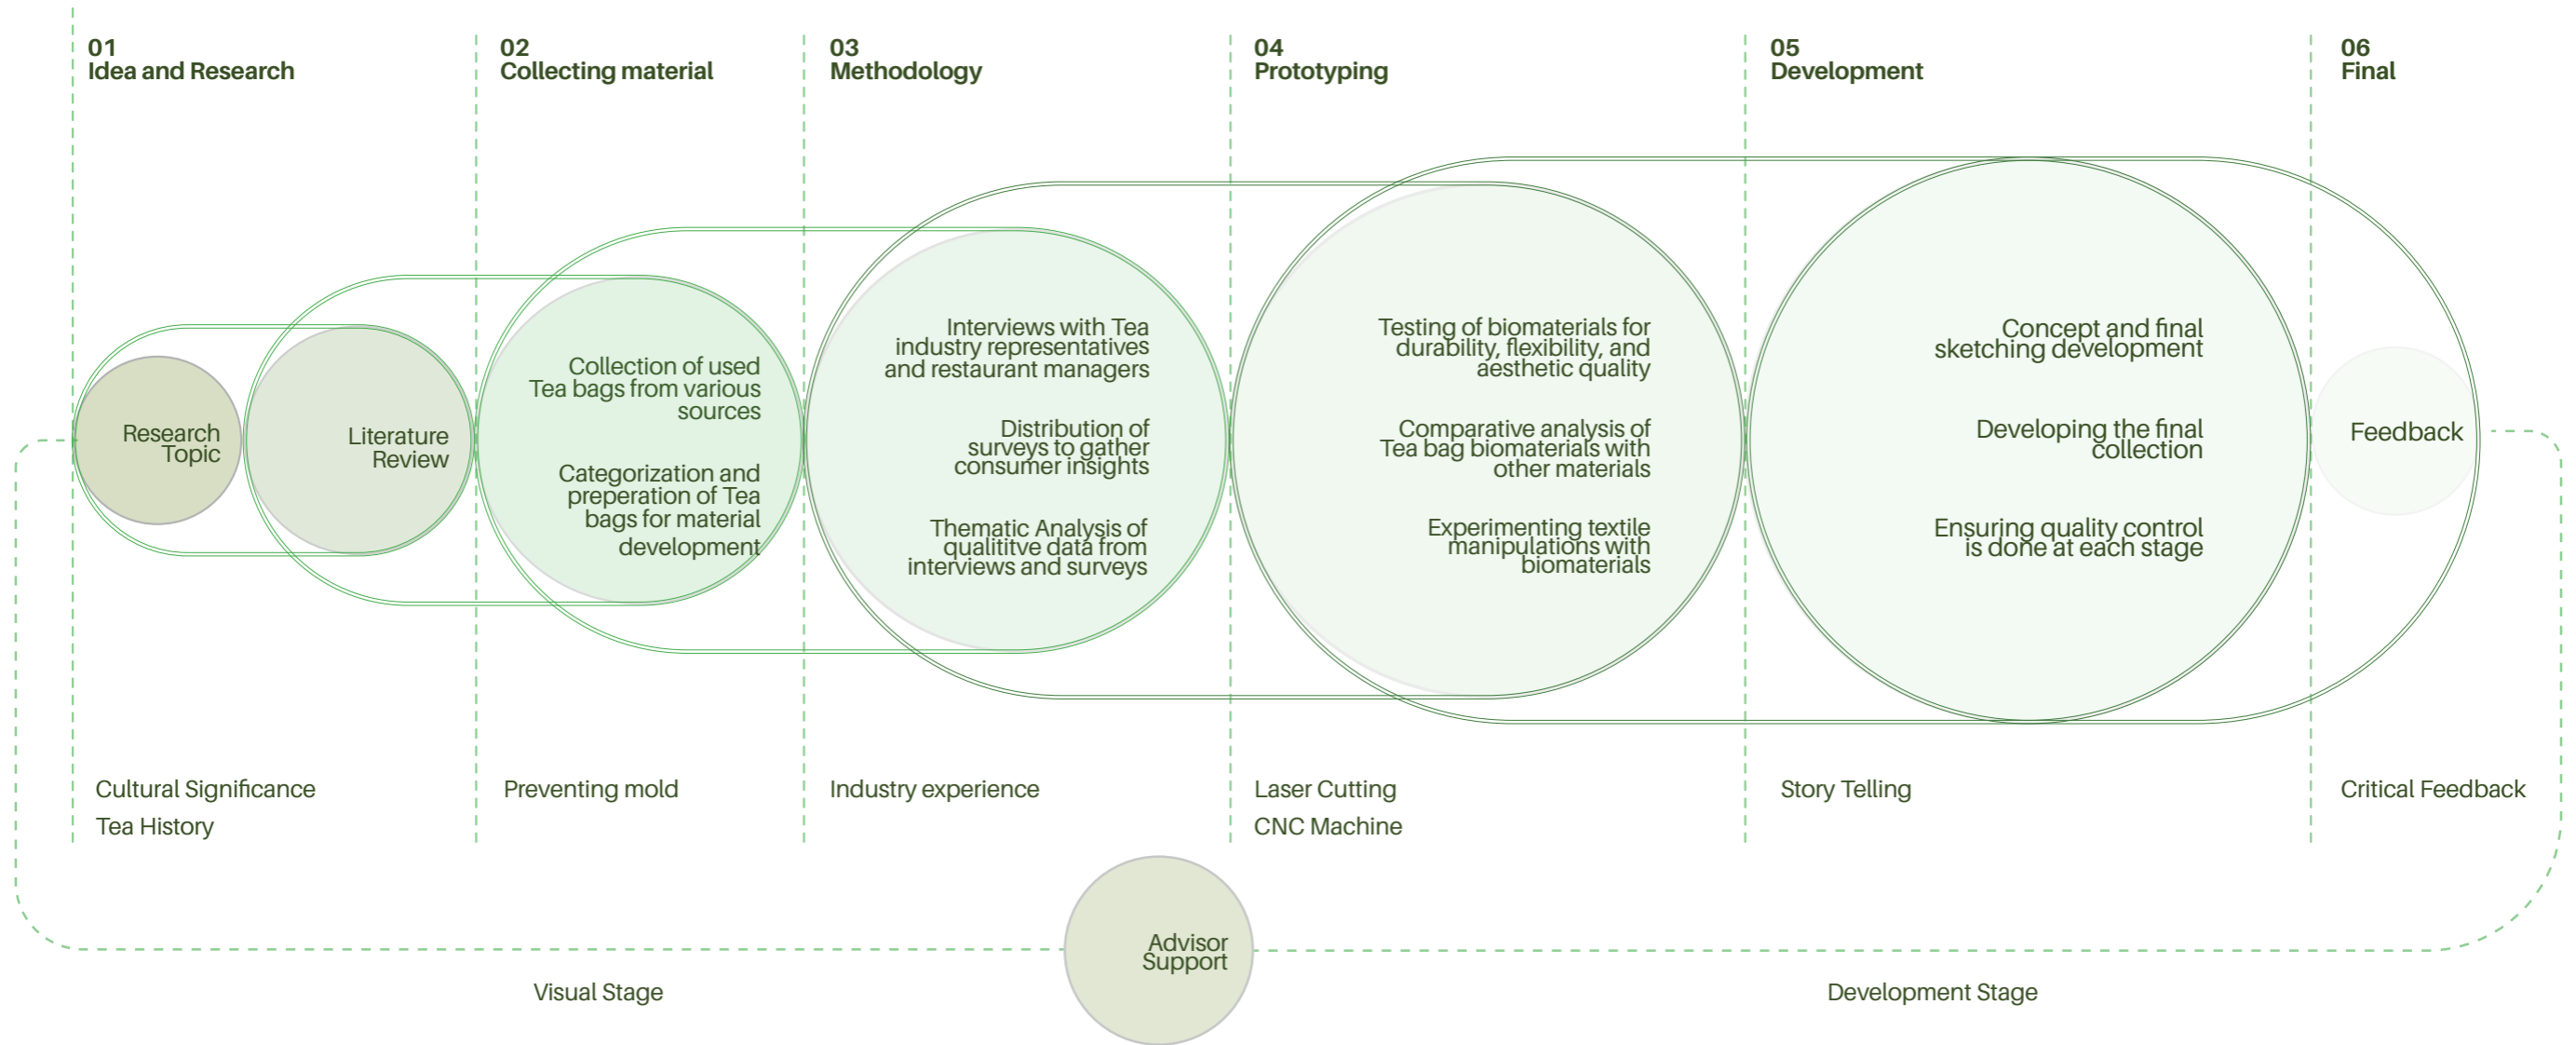 01
Idea and Research
02
Collecting material
03
Methodology
04
Prototyping
05
Development
06
Final
Research
Topic
Literature
Review
Collection of used
Tea bags from various
sources
Categorization and
preperation of Tea
bags for material
development
Interviews with Tea
industry representatives
and restaurant managers
Distribution of
surveys to gather
consumer insights
Thematic Analysis of
qualititve data from
interviews and surveys
Testing of biomaterials for
durability, flexibility, and
aesthetic quality
Comparative analysis of
Tea bag biomaterials with
other materials
Experimenting textile
manipulations with
biomaterials
Concept and final
sketching development
Developing the final
collection
Ensuring quality control
is done at each stage
Feedback
Cultural Significance
Tea History
Preventing mold
Industry experience
Laser Cutting
CNC Machine
Story Telling
Critical Feedback
Advisor
Support
Visual Stage
Development Stage